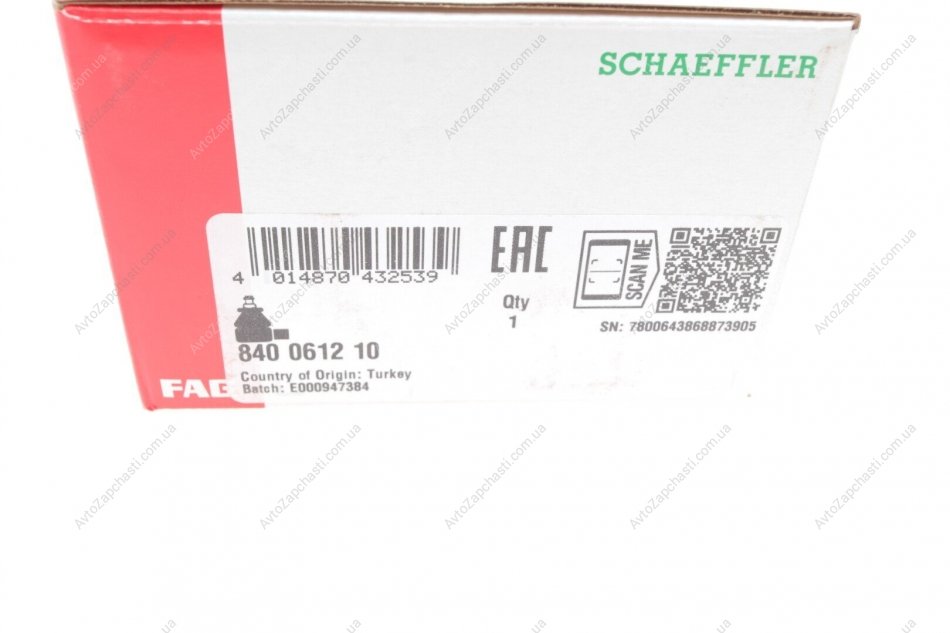 SCHAEFFLER
4 014870 432539
EAC
Qty
1
SCAN ME
SN: 7800643868873905
840 0612 10
Country of Origin: Turkey
Batch: E000947384
FAG
AvtoZapchasti.com.ua